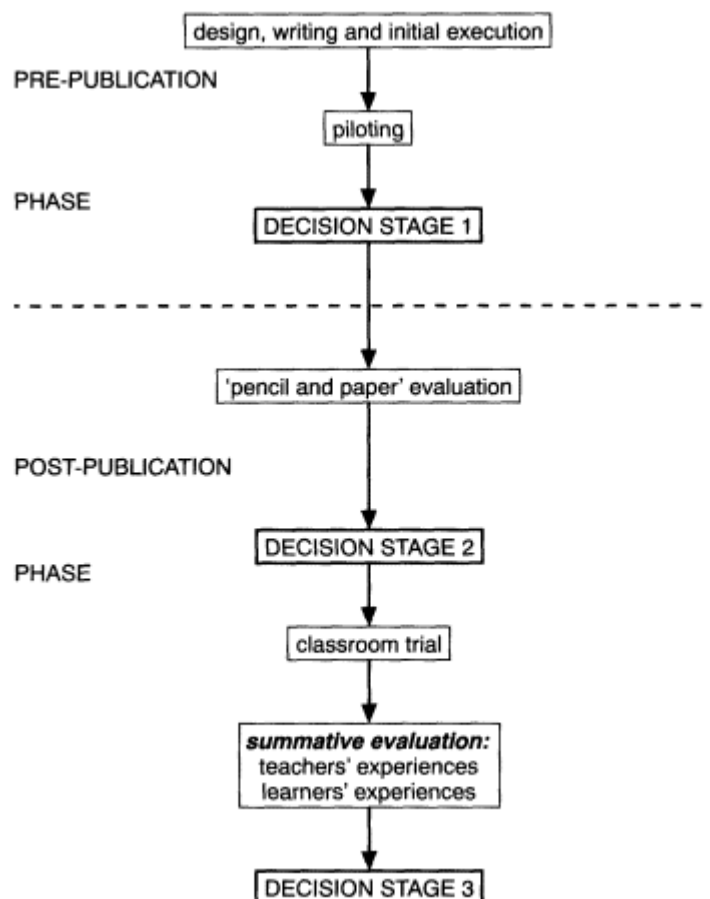 design, writing and initial execution
PRE-PUBLICATION
piloting
PHASE
DECISION STAGE 1
'pencil and paper' evaluation
POST-PUBLICATION
DECISION STAGE 2
PHASE
classroom trial
summative evaluation:
teachers' experiences
learners' experiences
DECISION STAGE 3